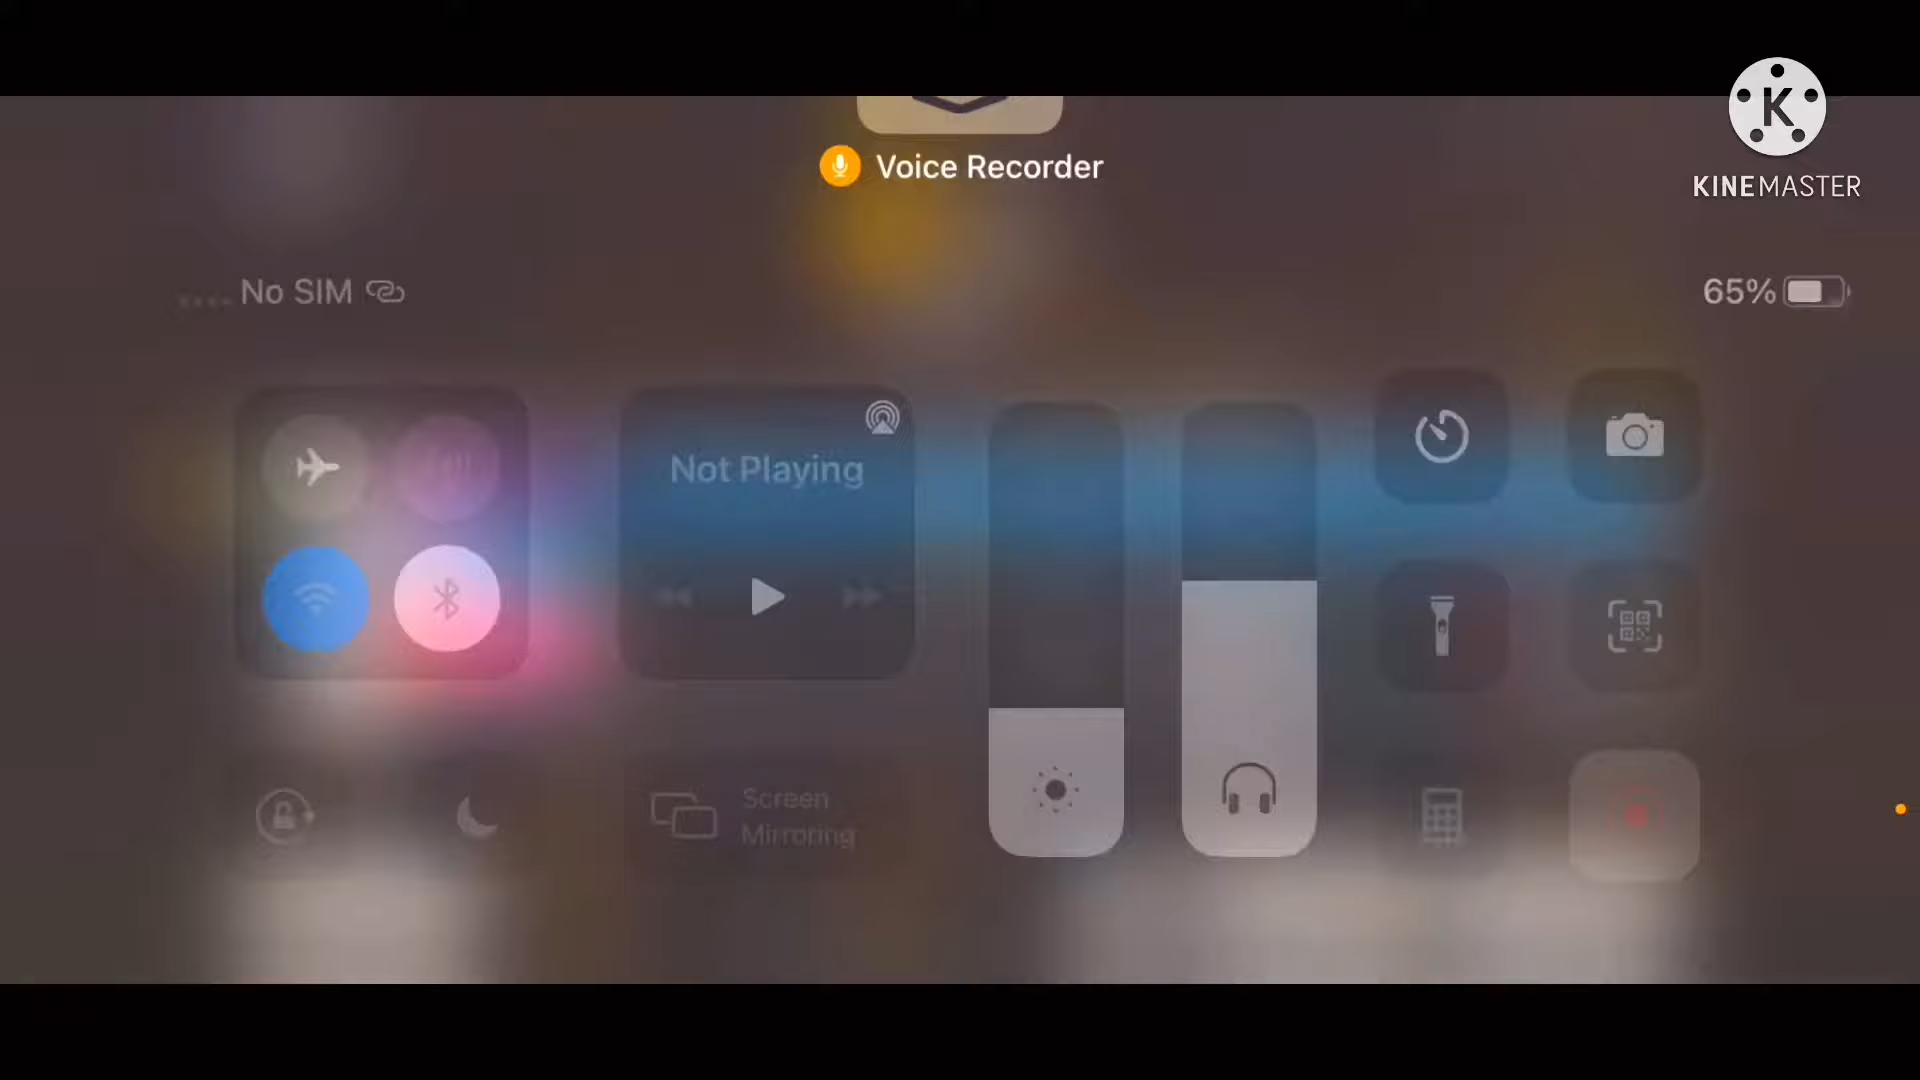 Voice Recorder
K
KINEMASTER
No SIM
65%
Not Playing
Screen
Mirroring